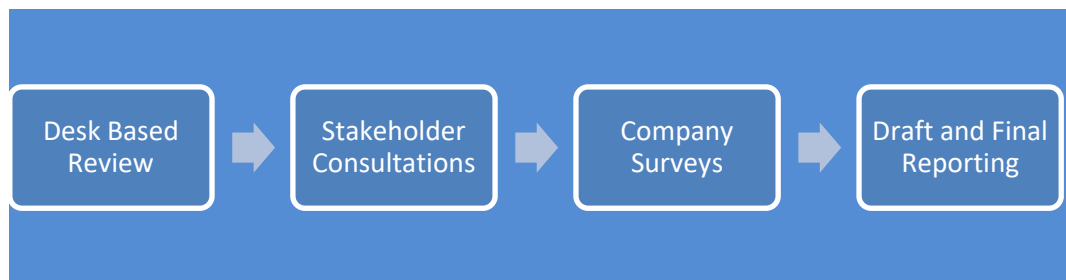 Desk Based
Review
Stakeholder
Consultations
Company
Surveys
Draft and Final
Reporting